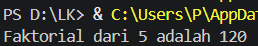 PS D:\LK> & C:\Users\P\AppDat
Faktorial dari 5 adalah 120